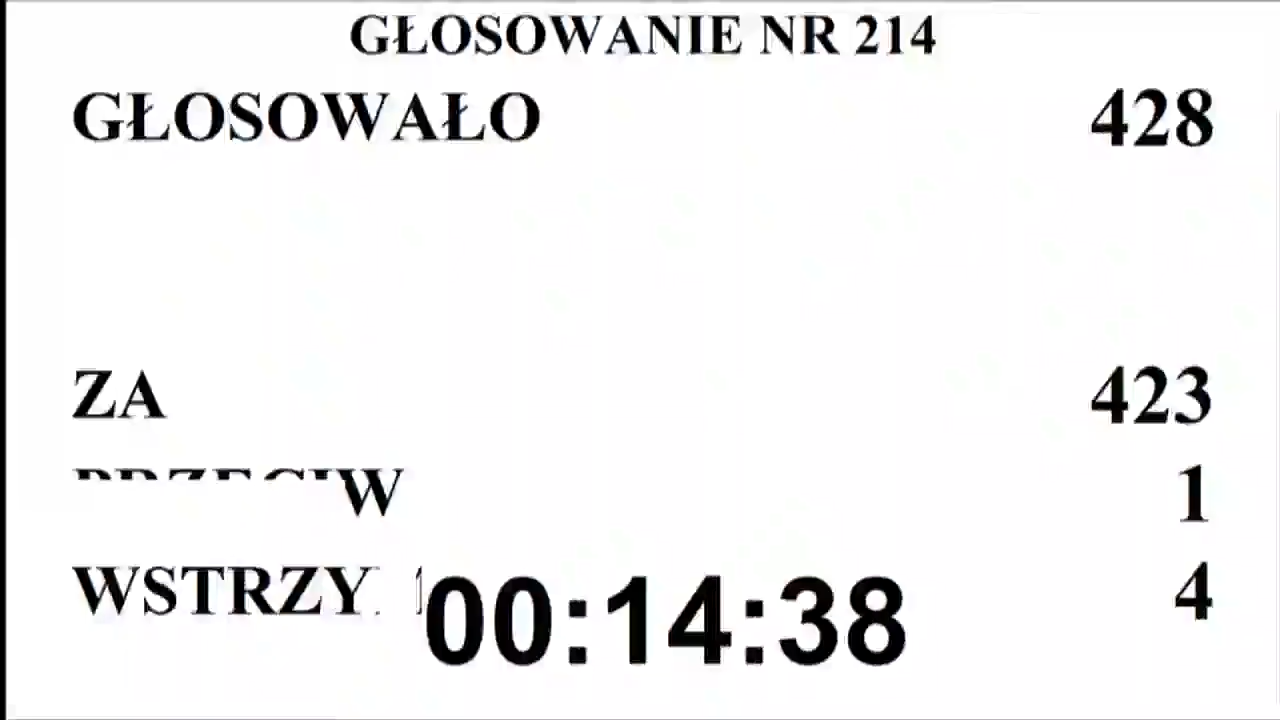 GŁOSOWANIE NR 214
GŁOSOWAŁO 428
ZA 423
1
4
00:14:38